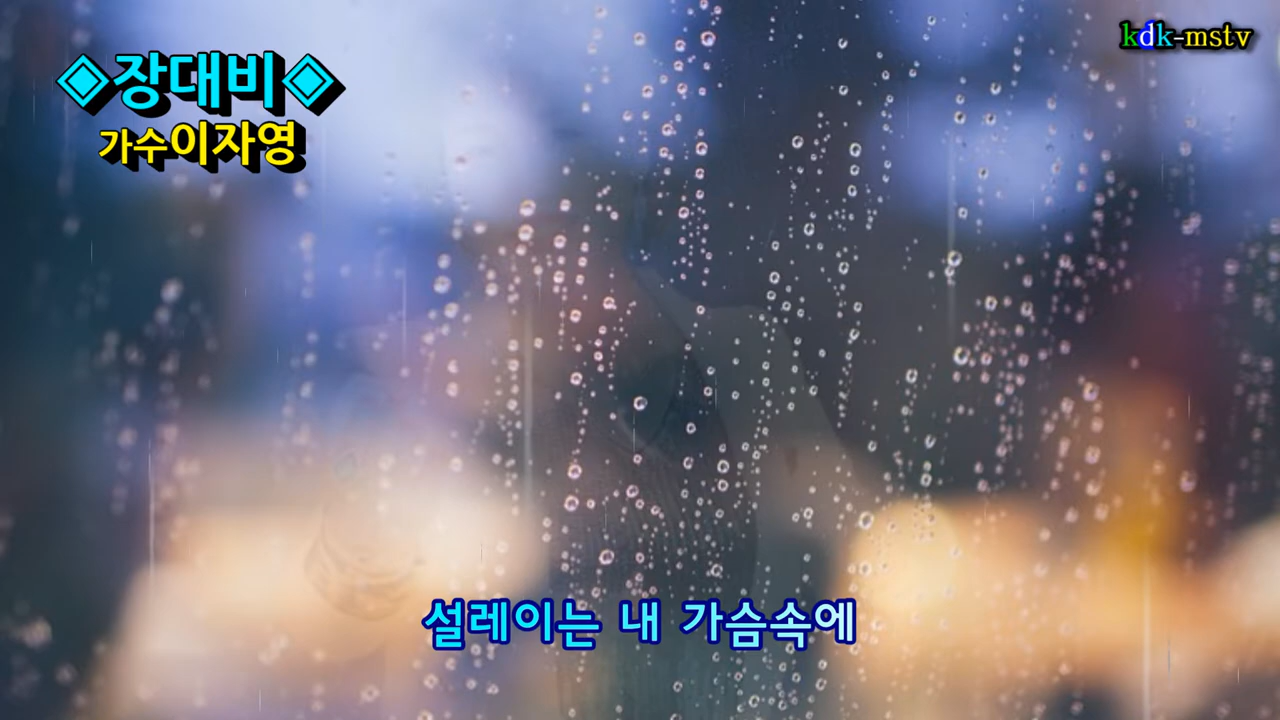 ◈장대비◈
kdk-mstv
가수이자영
설레이는 내 가슴속에